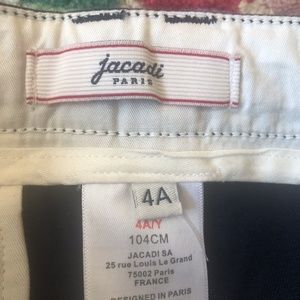 jacadi
PARIS
4A
4A/Y
104CM
JACADI SA
25 rue Louis Le Grand
75002 Paris
FRANCE
DESIGNED IN PARIS